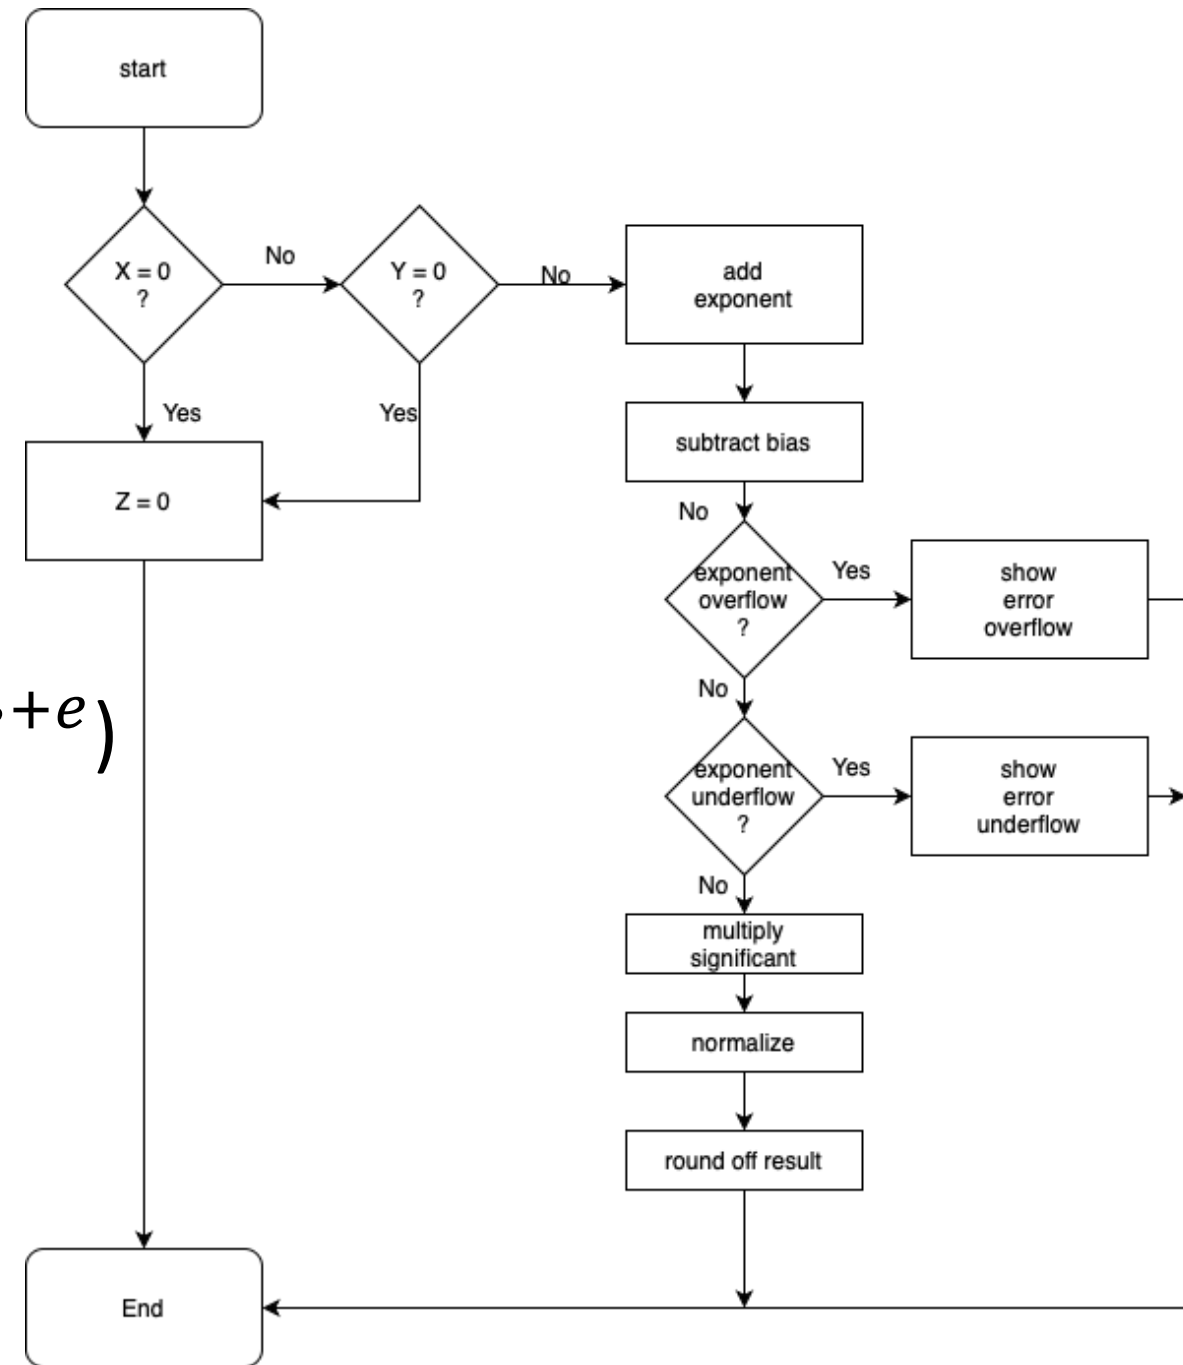 start
X = 0
?
No
Y = 0
?
No
add
exponent
Yes
Yes
Z = 0
subtract bias
No
exponent
overflow
?
Yes
show
error
overflow
No
+e)
exponent
underflow
?
Yes
show
error
underflow
No
multiply
significant
normalize
round off result
End